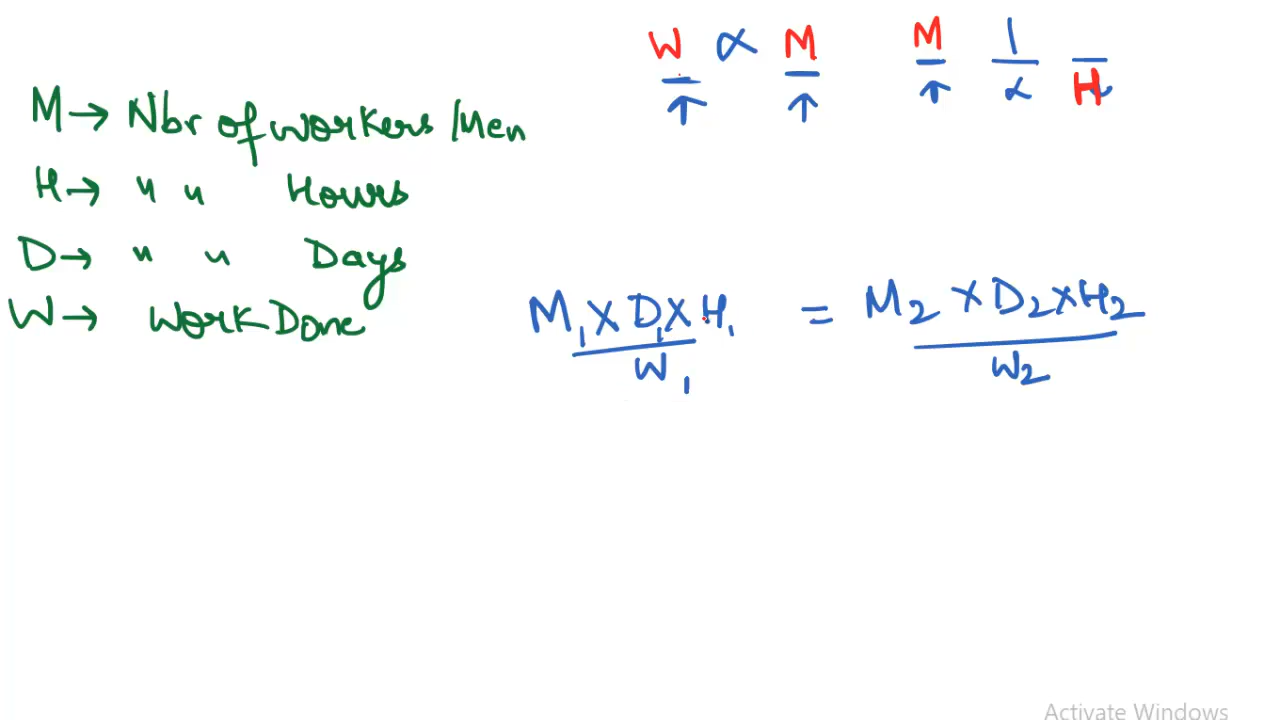 W ∝ M    M 1/∝ H
M → Nbr of workers /Men
H → " " Hours
D → " " Days
W → Work Done
M₁ × D₁ × H₁ / W₁ = M₂ × D₂ × H₂ / W₂
Activate Windows